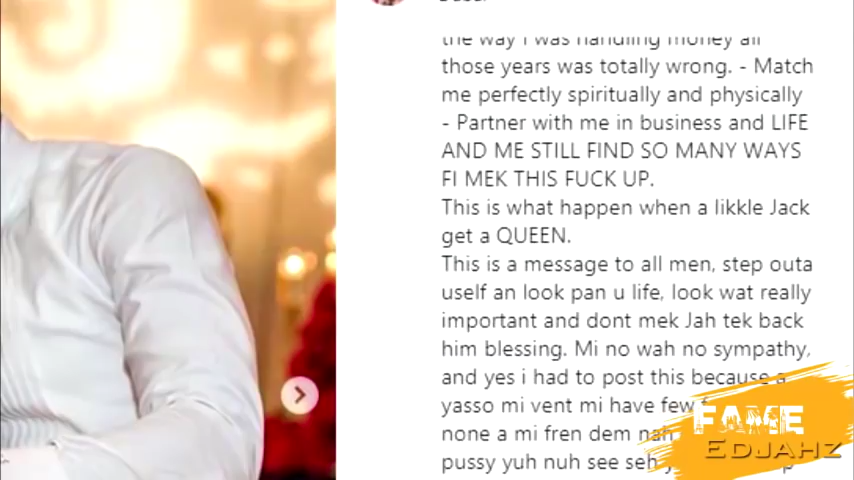 the way I was handling money all
those years was totally wrong. - Match
me perfectly spiritually and physically
- Partner with me in business and LIFE
AND ME STILL FIND SO MANY WAYS
FI MEK THIS FUCK UP.
This is what happen when a likkle Jack
get a QUEEN.
This is a message to all men, step outa
uself an look pan u life, look wat really
important and dont mek Jah tek back
him blessing. Mi no wah no sympathy,
and yes i had to post this because a
yasso mi vent mi have few
none a mi fren dem nah
pussy yuh nuh see seh
FAME
EDJAHZ